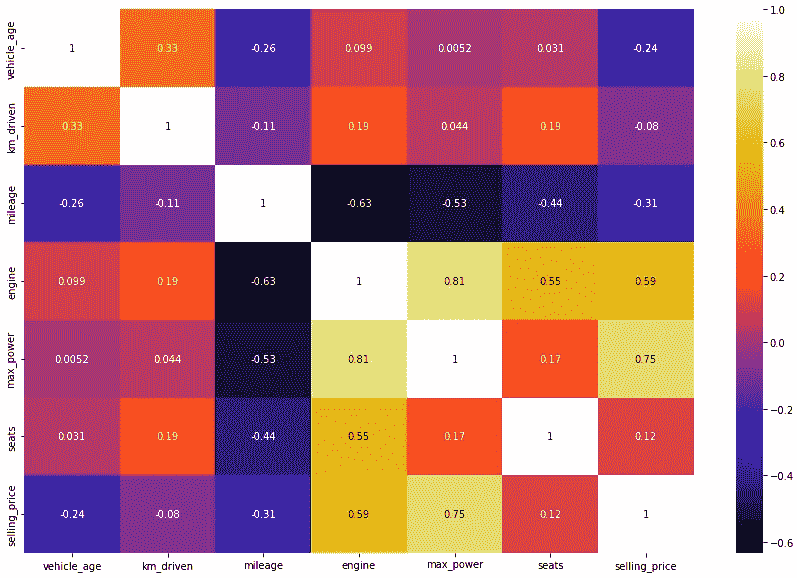 vehicle_age 1 0.33 -0.26 0.099 0.0052 0.031 -0.24
km_driven 0.33 1 -0.11 0.19 0.044 0.19 -0.08
mileage -0.26 -0.11 1 -0.63 -0.53 -0.44 -0.31
engine 0.099 0.19 -0.63 1 0.81 0.55 0.59
max_power 0.0052 0.044 -0.53 0.81 1 0.17 0.75
seats 0.031 0.19 -0.44 0.55 0.17 1 0.12
selling_price -0.24 -0.08 -0.31 0.59 0.75 0.12 1
vehicle_age km_driven mileage engine max_power seats selling_price
1.0
0.8
0.6
0.4
0.2
0.0
-0.2
-0.4
-0.6